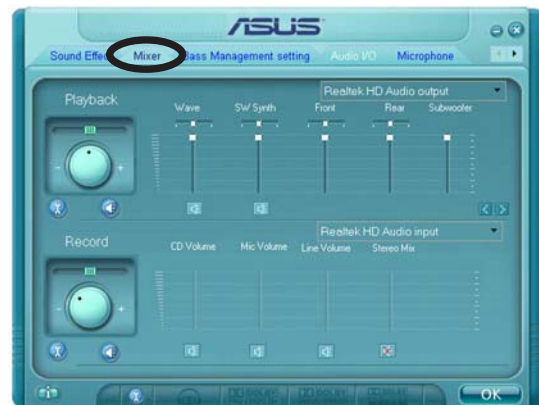 ASUS
Sound Effect Mixer Bass Management setting Audio I/O Microphone
Playback
Realtek HD Audio output
Wave SW Synth Front Rear Subwoofer
- +
Record
Realtek HD Audio input
CD Volume Mic Volume Line Volume Stereo Mix
- +
OK